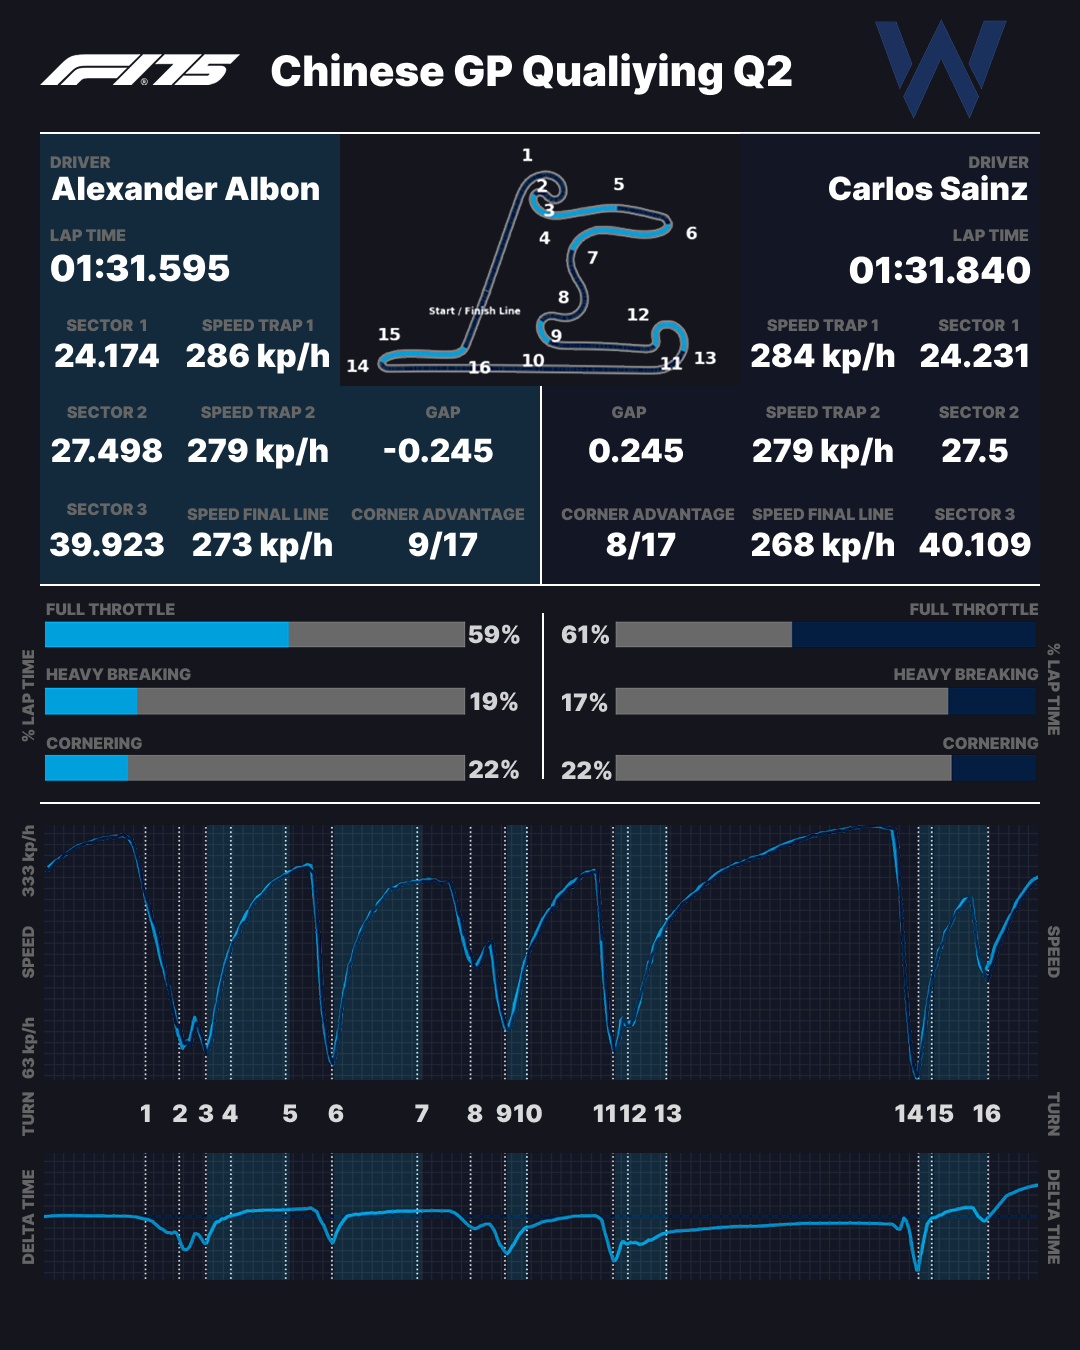 F1®75 Chinese GP Qualiying Q2
W
DRIVER
Alexander Albon
LAP TIME
01:31.595
SECTOR 1 SPEED TRAP 1
24.174 286 kp/h
SECTOR 2 SPEED TRAP 2 GAP
27.498 279 kp/h -0.245
SECTOR 3 SPEED FINAL LINE CORNER ADVANTAGE
39.923 273 kp/h 9/17
1
2
3
4
5
6
7
8
9
10
11
12
13
14
15
16
Start / Finish Line
DRIVER
Carlos Sainz
LAP TIME
01:31.840
SPEED TRAP 1 SECTOR 1
284 kp/h 24.231
GAP SPEED TRAP 2 SECTOR 2
0.245 279 kp/h 27.5
CORNER ADVANTAGE SPEED FINAL LINE SECTOR 3
8/17 268 kp/h 40.109
% LAP TIME
FULL THROTTLE
59%
HEAVY BREAKING
19%
CORNERING
22%
FULL THROTTLE
61%
HEAVY BREAKING
17%
CORNERING
22%
% LAP TIME
333 kp/h
SPEED
63 kp/h
SPEED
TURN
1 2 3 4 5 6 7 8 9 10 11 12 13 14 15 16
TURN
DELTA TIME
DELTA TIME